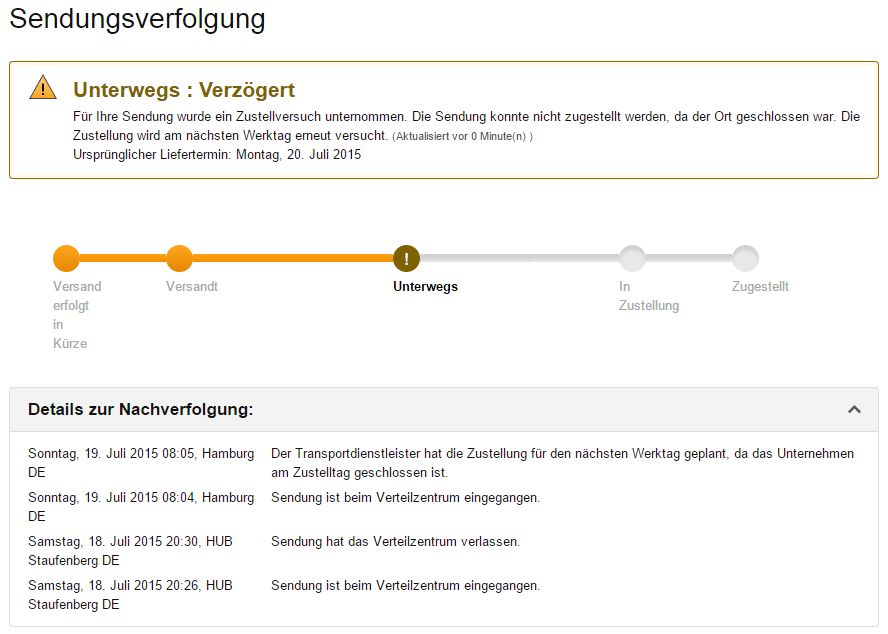 Sendungsverfolgung
!
Unterwegs : Verzögert
Für Ihre Sendung wurde ein Zustellversuch unternommen. Die Sendung konnte nicht zugestellt werden, da der Ort geschlossen war. Die
Zustellung wird am nächsten Werktag erneut versucht. (Aktualisiert vor 0 Minute(n) )
Ursprünglicher Liefertermin: Montag, 20. Juli 2015
!
Versand
erfolgt
in
Kürze
Versandt
Unterwegs
In
Zustellung
Zugestellt
Details zur Nachverfolgung:
Sonntag, 19. Juli 2015 08:05, Hamburg
DE
Der Transportdienstleister hat die Zustellung für den nächsten Werktag geplant, da das Unternehmen
am Zustelltag geschlossen ist.
Sonntag, 19. Juli 2015 08:04, Hamburg
DE
Sendung ist beim Verteilzentrum eingegangen.
Samstag, 18. Juli 2015 20:30, HUB
Staufenberg DE
Sendung hat das Verteilzentrum verlassen.
Samstag, 18. Juli 2015 20:26, HUB
Staufenberg DE
Sendung ist beim Verteilzentrum eingegangen.